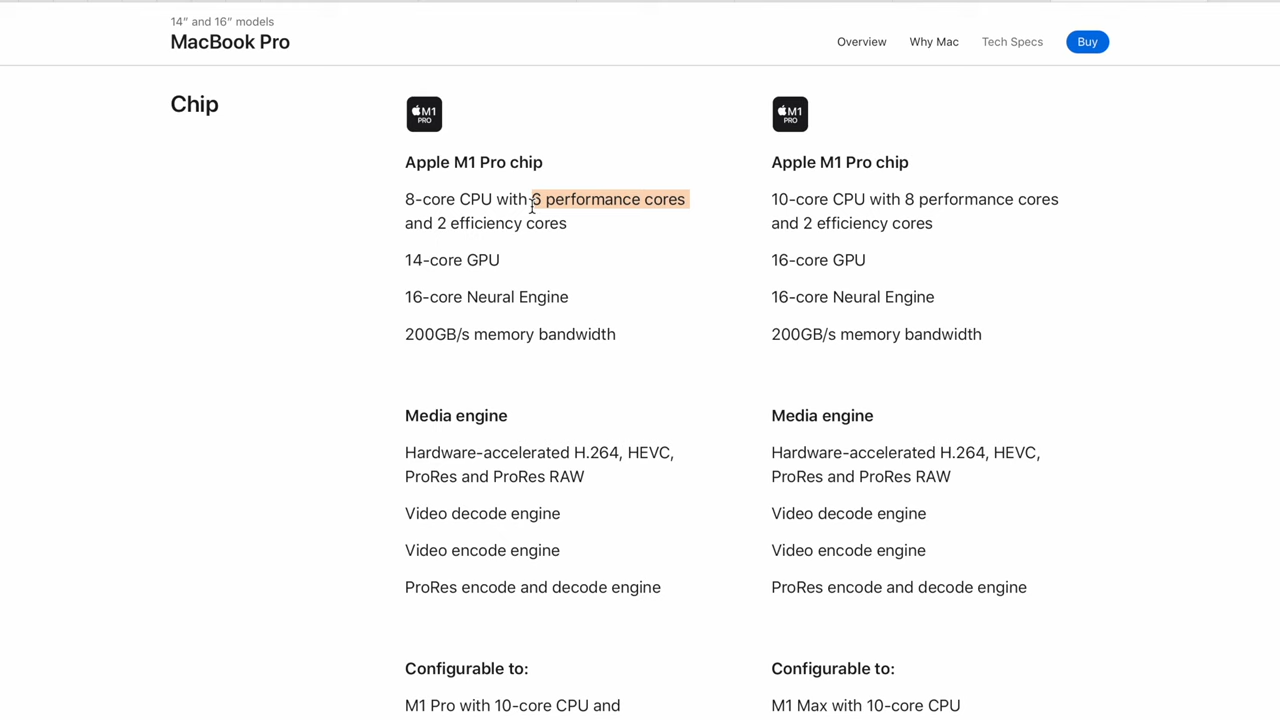 14” and 16” models
MacBook Pro
Overview
Why Mac
Tech Specs
Buy
Chip
M1
PRO
Apple M1 Pro chip
8-core CPU with 6 performance cores
and 2 efficiency cores
14-core GPU
16-core Neural Engine
200GB/s memory bandwidth
Media engine
Hardware-accelerated H.264, HEVC,
ProRes and ProRes RAW
Video decode engine
Video encode engine
ProRes encode and decode engine
Configurable to:
M1 Pro with 10-core CPU and
M1
PRO
Apple M1 Pro chip
10-core CPU with 8 performance cores
and 2 efficiency cores
16-core GPU
16-core Neural Engine
200GB/s memory bandwidth
Media engine
Hardware-accelerated H.264, HEVC,
ProRes and ProRes RAW
Video decode engine
Video encode engine
ProRes encode and decode engine
Configurable to:
M1 Max with 10-core CPU